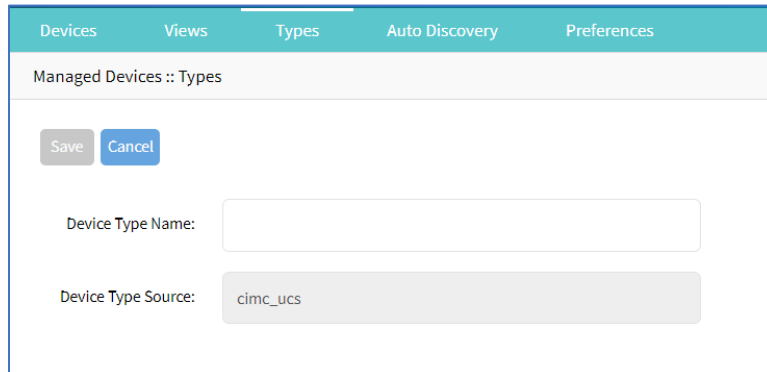 Devices Views Types Auto Discovery Preferences
Managed Devices :: Types
Save Cancel
Device Type Name:
Device Type Source: cimc_ucs